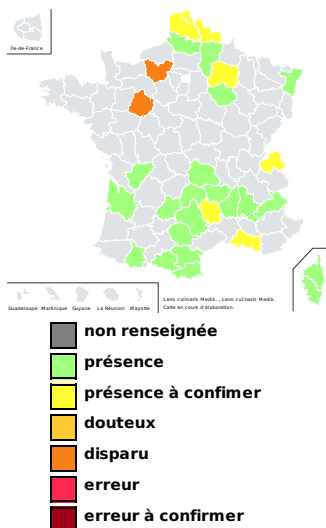 Île-de-France
Guadeloupe Martinique Guyane La Réunion Mayotte
Lens culinaris Medik. , Lens culinaris Medik.
Carte en cours d'élaboration.
non renseignée
présence
présence à confimer
douteux
disparu
erreur
erreur à confirmer